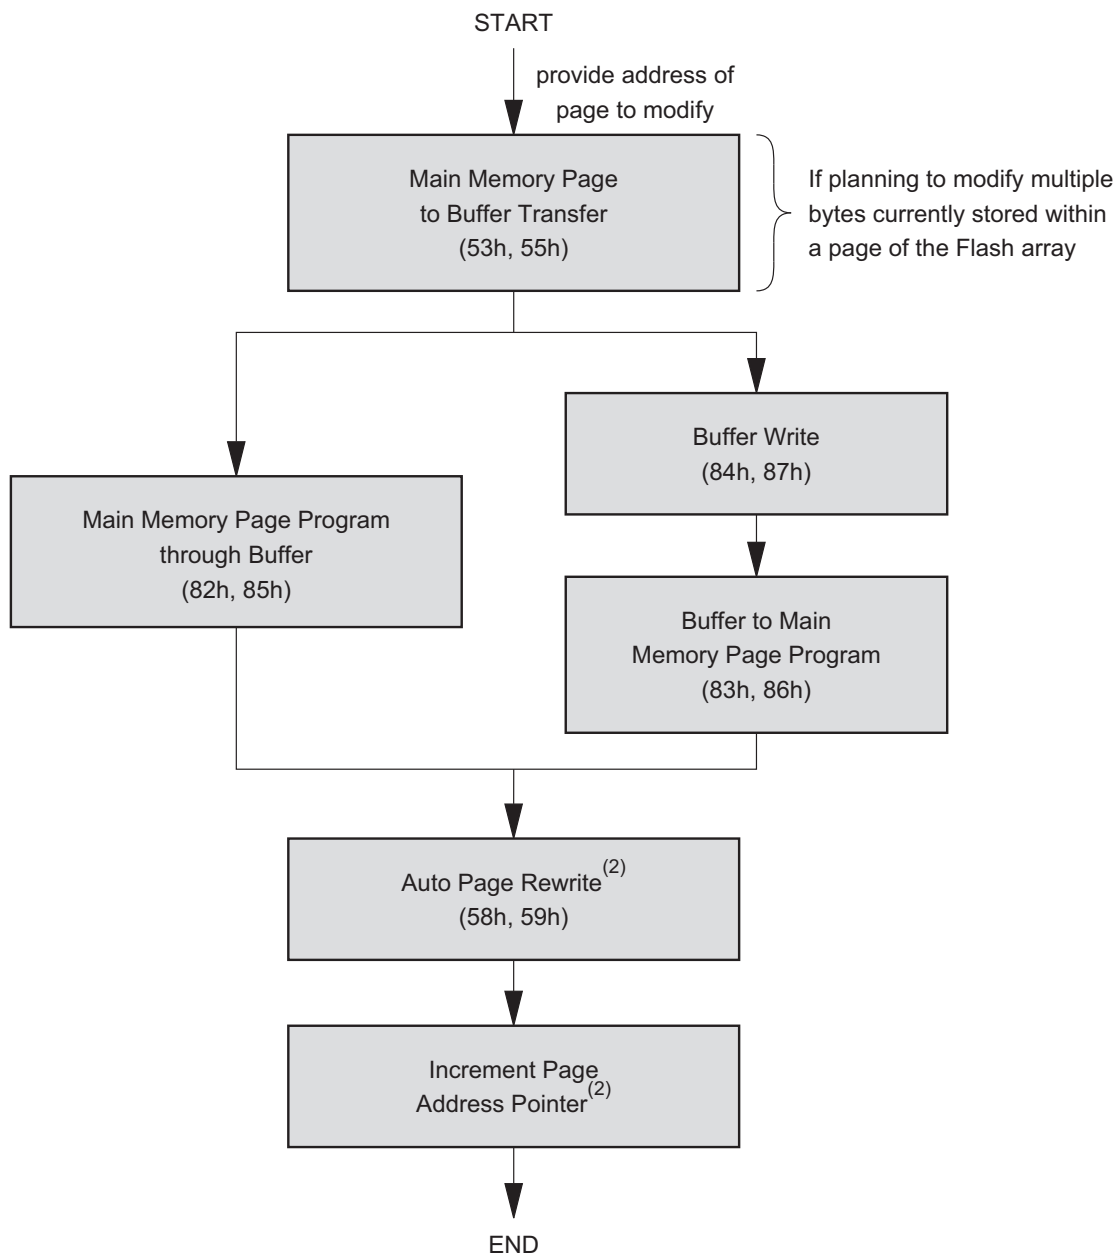 START
provide address of
page to modify
Main Memory Page
to Buffer Transfer
(53h, 55h)
If planning to modify multiple
bytes currently stored within
a page of the Flash array
Main Memory Page Program
through Buffer
(82h, 85h)
Buffer Write
(84h, 87h)
Buffer to Main
Memory Page Program
(83h, 86h)
Auto Page Rewrite(2)
(58h, 59h)
Increment Page
Address Pointer(2)
END